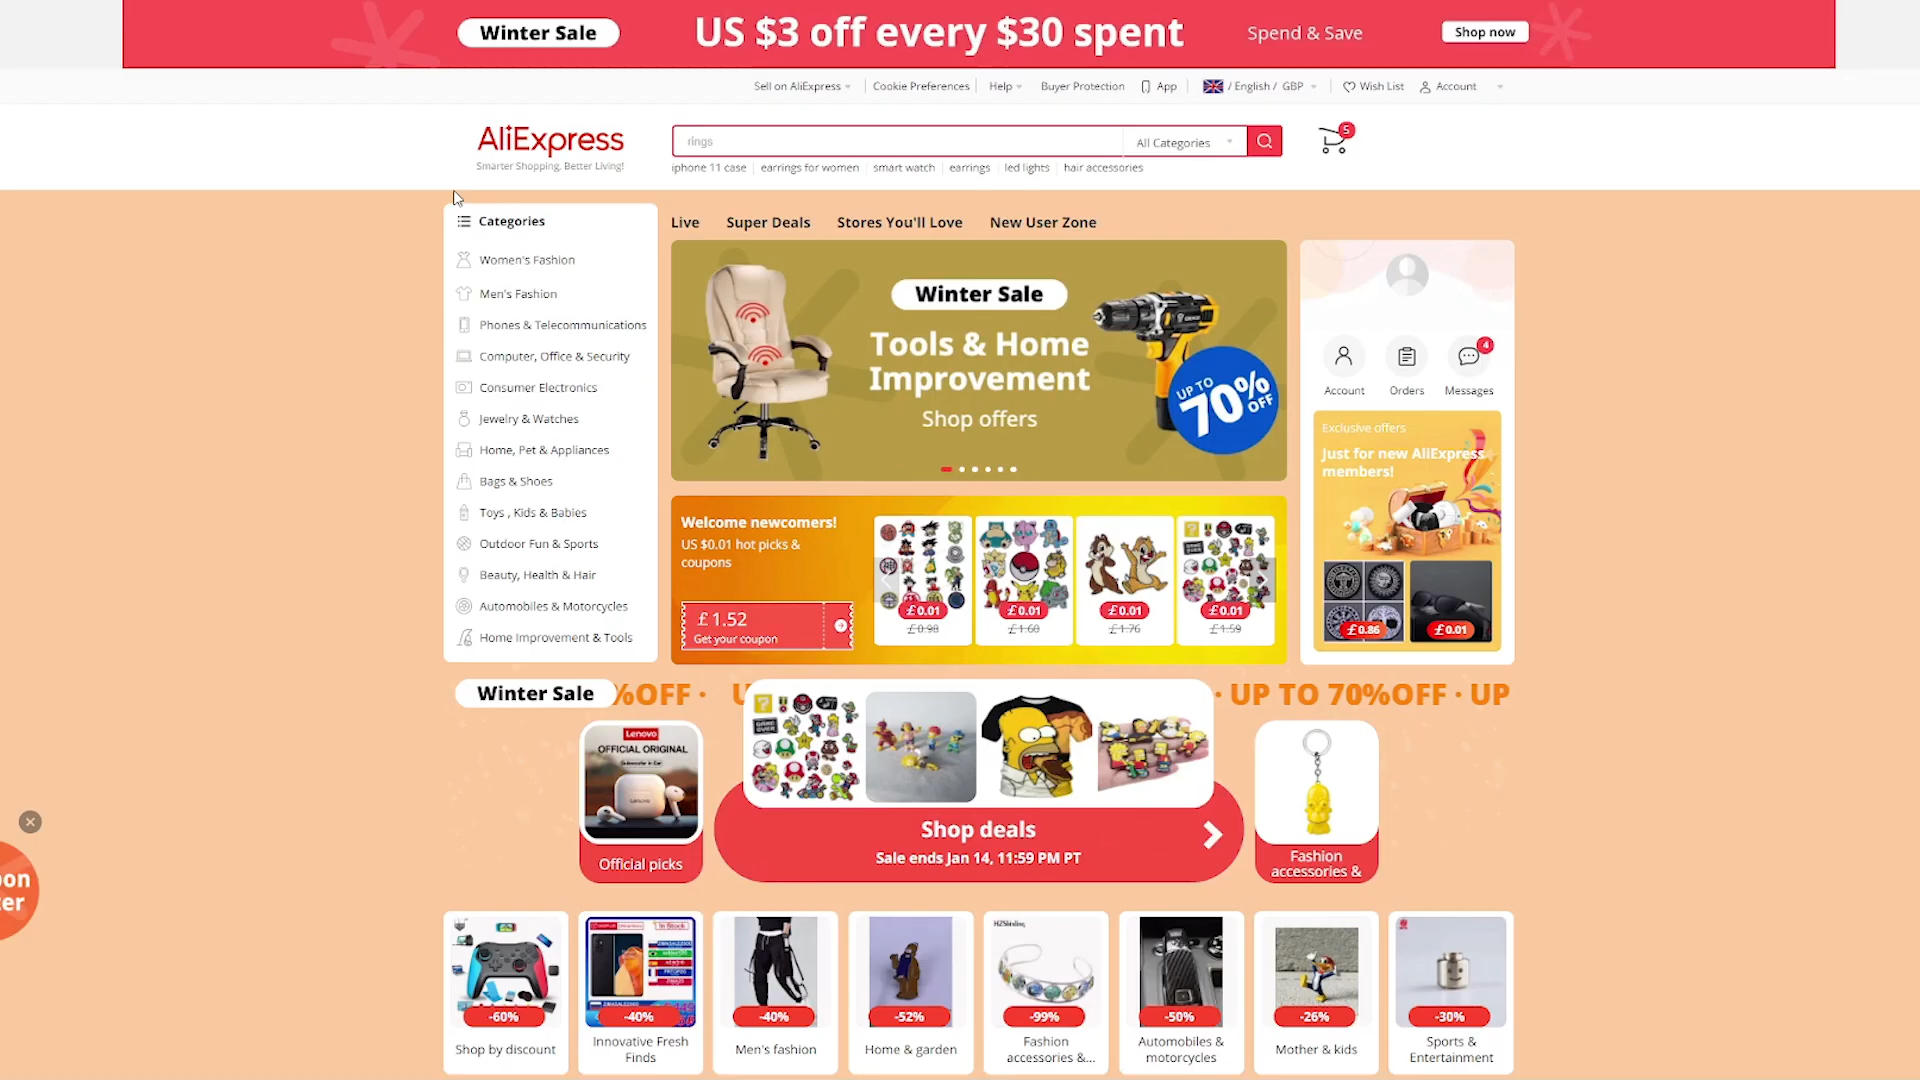 Winter Sale
US $3 off every $30 spent
Spend & Save
Shop now
Sell on AliExpress
Cookie Preferences
Help
Buyer Protection
App
/ English / GBP
Wish List
Account
AliExpress
Smarter Shopping, Better Living!
rings
All Categories
5
iphone 11 case
earrings for women
smart watch
earrings
led lights
hair accessories
Categories
Women's Fashion
Men's Fashion
Phones & Telecommunications
Computer, Office & Security
Consumer Electronics
Jewelry & Watches
Home, Pet & Appliances
Bags & Shoes
Toys , Kids & Babies
Outdoor Fun & Sports
Beauty, Health & Hair
Automobiles & Motorcycles
Home Improvement & Tools
Live
Super Deals
Stores You'll Love
New User Zone
Winter Sale
Tools & Home
Improvement
Shop offers
UP TO
70%
OFF
4
Account
Orders
Messages
Exclusive offers
Just for new AliExpress
members!
£0.86
£0.01
Welcome newcomers!
US $0.01 hot picks &
coupons
£1.52
Get your coupon
£0.01
£0.98
£0.01
£1.60
£0.01
£1.76
GAME OVER
£0.01
£1.59
Winter Sale
%OFF · U
· UP TO 70%OFF · UP
Lenovo
OFFICIAL ORIGINAL
Official picks
GAME OVER
Shop deals
Sale ends Jan 14, 11:59 PM PT
Fashion
accessories &
on
er
-60%
Shop by discount
In Stock
-40%
Innovative Fresh
Finds
-40%
Men's fashion
-52%
Home & garden
-99%
Fashion
accessories &...
-50%
Automobiles &
motorcycles
-26%
Mother & kids
-30%
Sports &
Entertainment